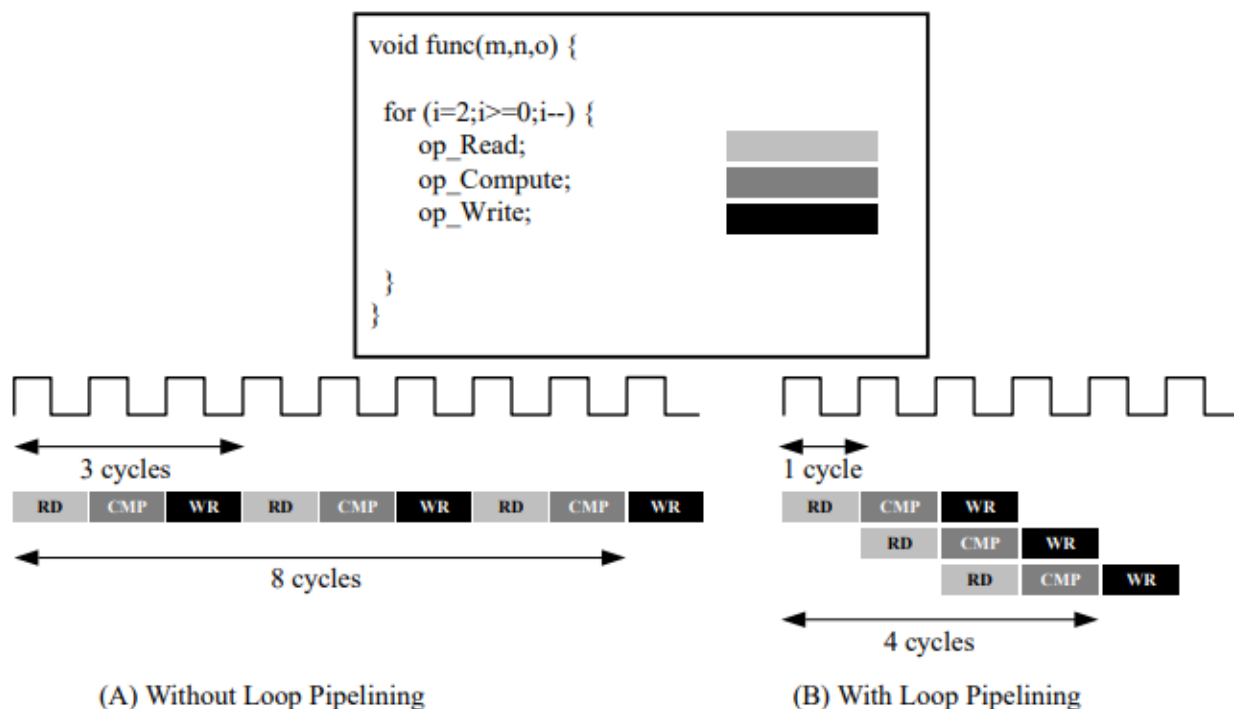 void func(m,n,o) {
for (i=2;i>=0;i--) {
op_Read;
op_Compute;
op_Write;
}
}
3 cycles
RD CMP WR RD CMP WR RD CMP WR
8 cycles
(A) Without Loop Pipelining
1 cycle
RD CMP WR
RD CMP WR
RD CMP WR
4 cycles
(B) With Loop Pipelining